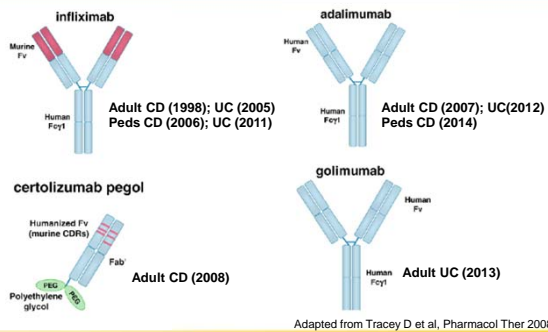 infliximab
Murine
Fv
Human
Fcγ1
Adult CD (1998); UC (2005)
Peds CD (2006); UC (2011)
adalimumab
Human
Fv
Human
Fcγ1
Adult CD (2007); UC(2012)
Peds CD (2014)
certolizumab pegol
Humanized Fv
(murine CDRs)
Fab'
PEG
PEG
Polyethylene
glycol
Adult CD (2008)
golimumab
Human
Fv
Human
Fcγ1
Adult UC (2013)
Adapted from Tracey D et al, Pharmacol Ther 2008